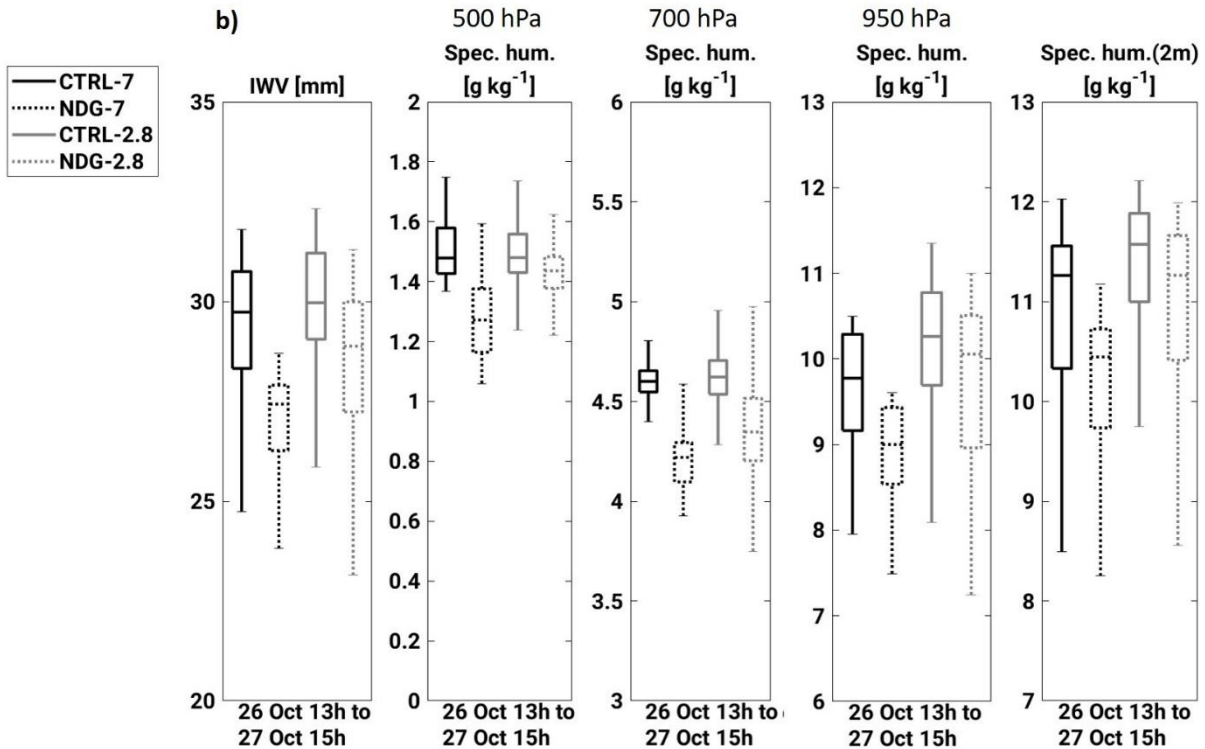 b)
500 hPa
700 hPa
950 hPa
CTRL-7
NDG-7
CTRL-2.8
NDG-2.8
IWV [mm]
35
30
25
20
26 Oct 13h to
27 Oct 15h
Spec. hum.
[g kg⁻¹]
2
1.8
1.6
1.4
1.2
1
0.8
0.6
0.4
0.2
0
26 Oct 13h to
27 Oct 15h
Spec. hum.
[g kg⁻¹]
6
5.5
5
4.5
4
3.5
3
26 Oct 13h to
27 Oct 15h
Spec. hum.
[g kg⁻¹]
13
12
11
10
9
8
7
6
26 Oct 13h to
27 Oct 15h
Spec. hum.(2m)
[g kg⁻¹]
13
12
11
10
9
8
7
26 Oct 13h to
27 Oct 15h